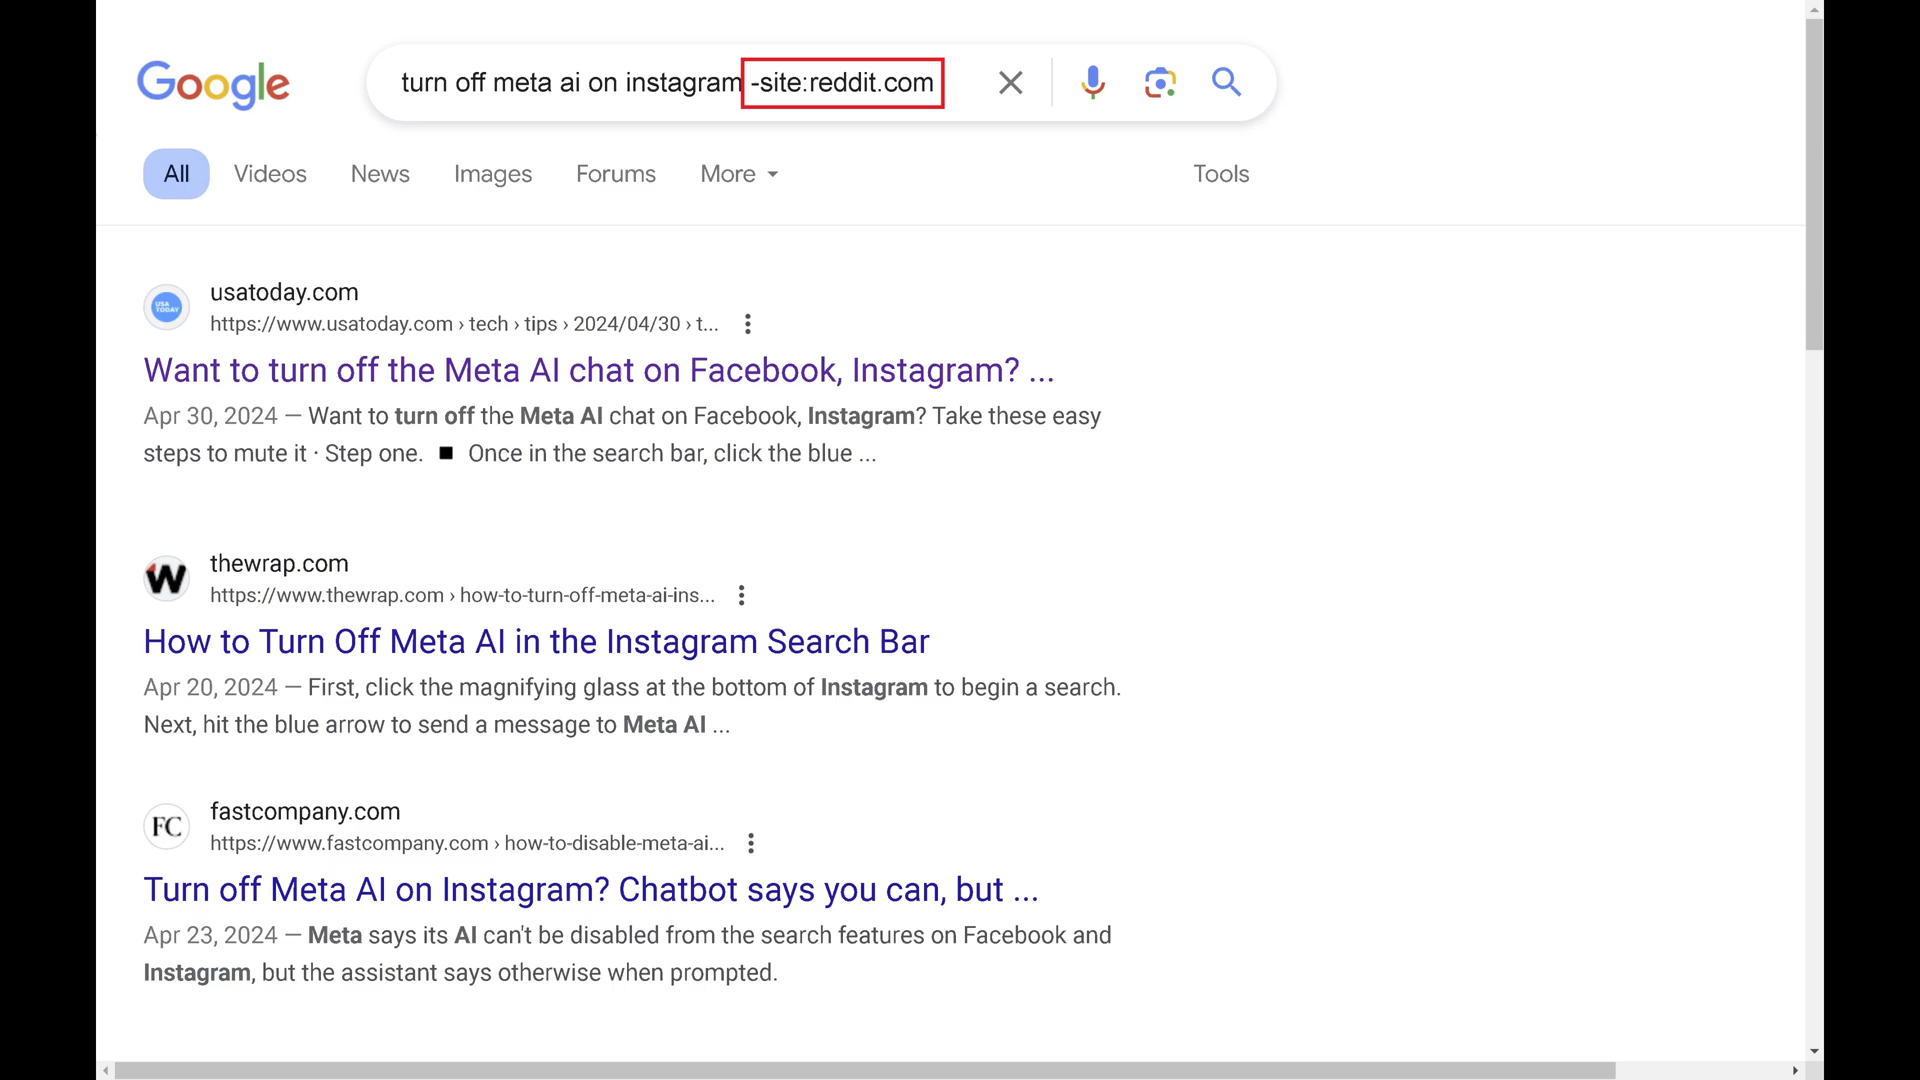 Google
turn off meta ai on instagram -site:reddit.com
All Videos News Images Forums More Tools
USA TODAY
usatoday.com
https://www.usatoday.com › tech › tips › 2024/04/30 › t...
Want to turn off the Meta AI chat on Facebook, Instagram? ...
Apr 30, 2024 — Want to turn off the Meta AI chat on Facebook, Instagram? Take these easy
steps to mute it · Step one. ■ Once in the search bar, click the blue ...
W
thewrap.com
https://www.thewrap.com › how-to-turn-off-meta-ai-ins...
How to Turn Off Meta AI in the Instagram Search Bar
Apr 20, 2024 — First, click the magnifying glass at the bottom of Instagram to begin a search.
Next, hit the blue arrow to send a message to Meta AI ...
FC
fastcompany.com
https://www.fastcompany.com › how-to-disable-meta-ai...
Turn off Meta AI on Instagram? Chatbot says you can, but ...
Apr 23, 2024 — Meta says its AI can't be disabled from the search features on Facebook and
Instagram, but the assistant says otherwise when prompted.